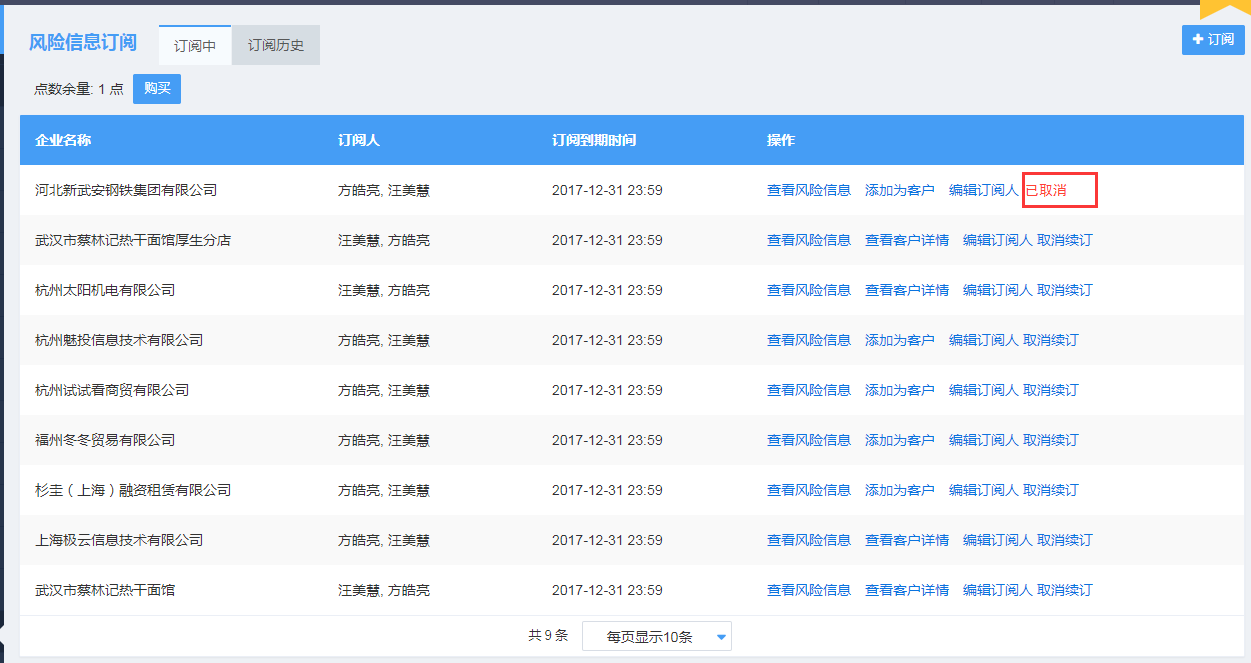 风险信息订阅 订阅中 订阅历史 订阅
点数余量: 1 点 购买
企业名称 订阅人 订阅到期时间 操作
河北新武安钢铁集团有限公司 方皓亮, 汪美慧 2017-12-31 23:59 查看风险信息 添加为客户 编辑订阅人 已取消
武汉市蔡林记热干面馆厚生分店 汪美慧, 方皓亮 2017-12-31 23:59 查看风险信息 查看客户详情 编辑订阅人 取消续订
杭州太阳机电有限公司 汪美慧, 方皓亮 2017-12-31 23:59 查看风险信息 查看客户详情 编辑订阅人 取消续订
杭州魅投信息技术有限公司 方皓亮, 汪美慧 2017-12-31 23:59 查看风险信息 添加为客户 编辑订阅人 取消续订
杭州试试看商贸有限公司 方皓亮, 汪美慧 2017-12-31 23:59 查看风险信息 添加为客户 编辑订阅人 取消续订
福州冬冬贸易有限公司 方皓亮, 汪美慧 2017-12-31 23:59 查看风险信息 添加为客户 编辑订阅人 取消续订
杉圭（上海）融资租赁有限公司 方皓亮, 汪美慧 2017-12-31 23:59 查看风险信息 添加为客户 编辑订阅人 取消续订
上海极云信息技术有限公司 方皓亮, 汪美慧 2017-12-31 23:59 查看风险信息 查看客户详情 编辑订阅人 取消续订
武汉市蔡林记热干面馆 汪美慧, 方皓亮 2017-12-31 23:59 查看风险信息 查看客户详情 编辑订阅人 取消续订
共 9 条 每页显示10条